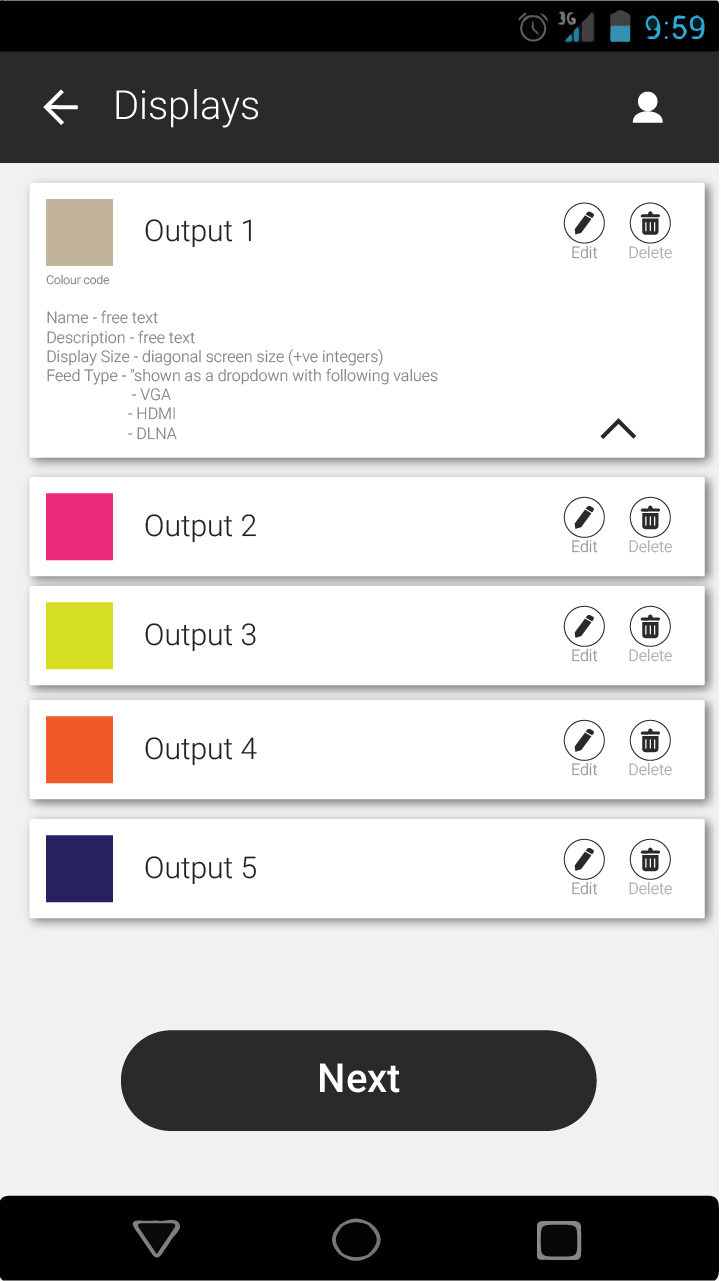 3G 9:59
Displays
Output 1
Edit Delete
Colour code
Name - free text
Description - free text
Display Size - diagonal screen size (+ve integers)
Feed Type - "shown as a dropdown with following values
- VGA
- HDMI
- DLNA
Output 2
Edit Delete
Output 3
Edit Delete
Output 4
Edit Delete
Output 5
Edit Delete
Next